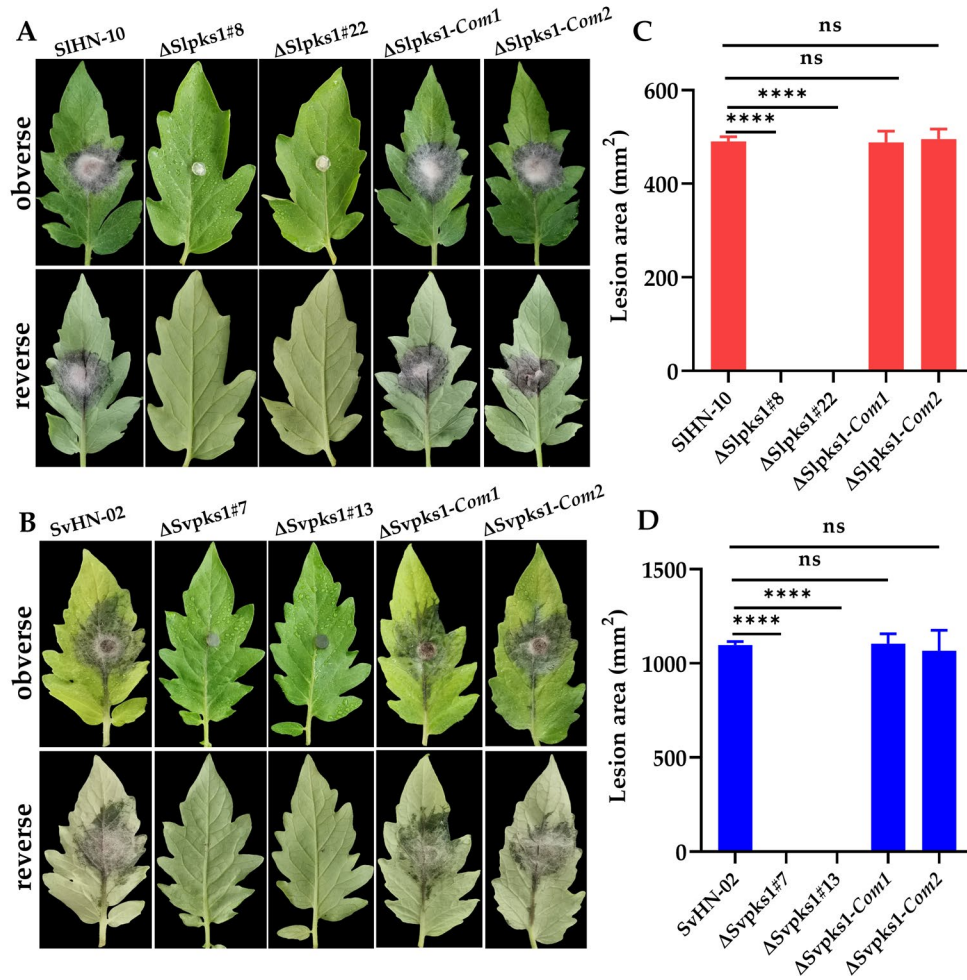 A
SlHN-10
ΔSlpks1#8
ΔSlpks1#22
ΔSlpks1-Com1
ΔSlpks1-Com2
obverse
reverse
C
ns
ns
****
****
Lesion area (mm²)
600
400
200
0
SlHN-10
ΔSlpks1#8
ΔSlpks1#22
ΔSlpks1-Com1
ΔSlpks1-Com2
B
SvHN-02
ΔSvpks1#7
ΔSvpks1#13
ΔSvpks1-Com1
ΔSvpks1-Com2
obverse
reverse
D
ns
ns
****
****
Lesion area (mm²)
1500
1000
500
0
SvHN-02
ΔSvpks1#7
ΔSvpks1#13
ΔSvpks1-Com1
ΔSvpks1-Com2